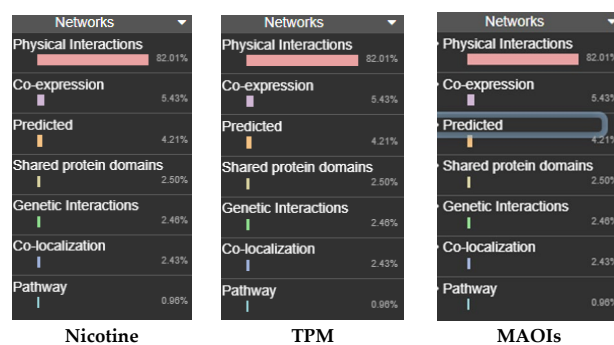 Networks
Physical Interactions
82.01%
Co-expression
5.43%
Predicted
4.21%
Shared protein domains
2.50%
Genetic Interactions
2.46%
Co-localization
2.43%
Pathway
0.96%
Nicotine
Networks
Physical Interactions
82.01%
Co-expression
5.43%
Predicted
4.21%
Shared protein domains
2.50%
Genetic Interactions
2.46%
Co-localization
2.43%
Pathway
0.96%
TPM
Networks
Physical Interactions
82.01%
Co-expression
5.43%
Predicted
4.21%
Shared protein domains
2.50%
Genetic Interactions
2.46%
Co-localization
2.43%
Pathway
0.96%
MAOIs